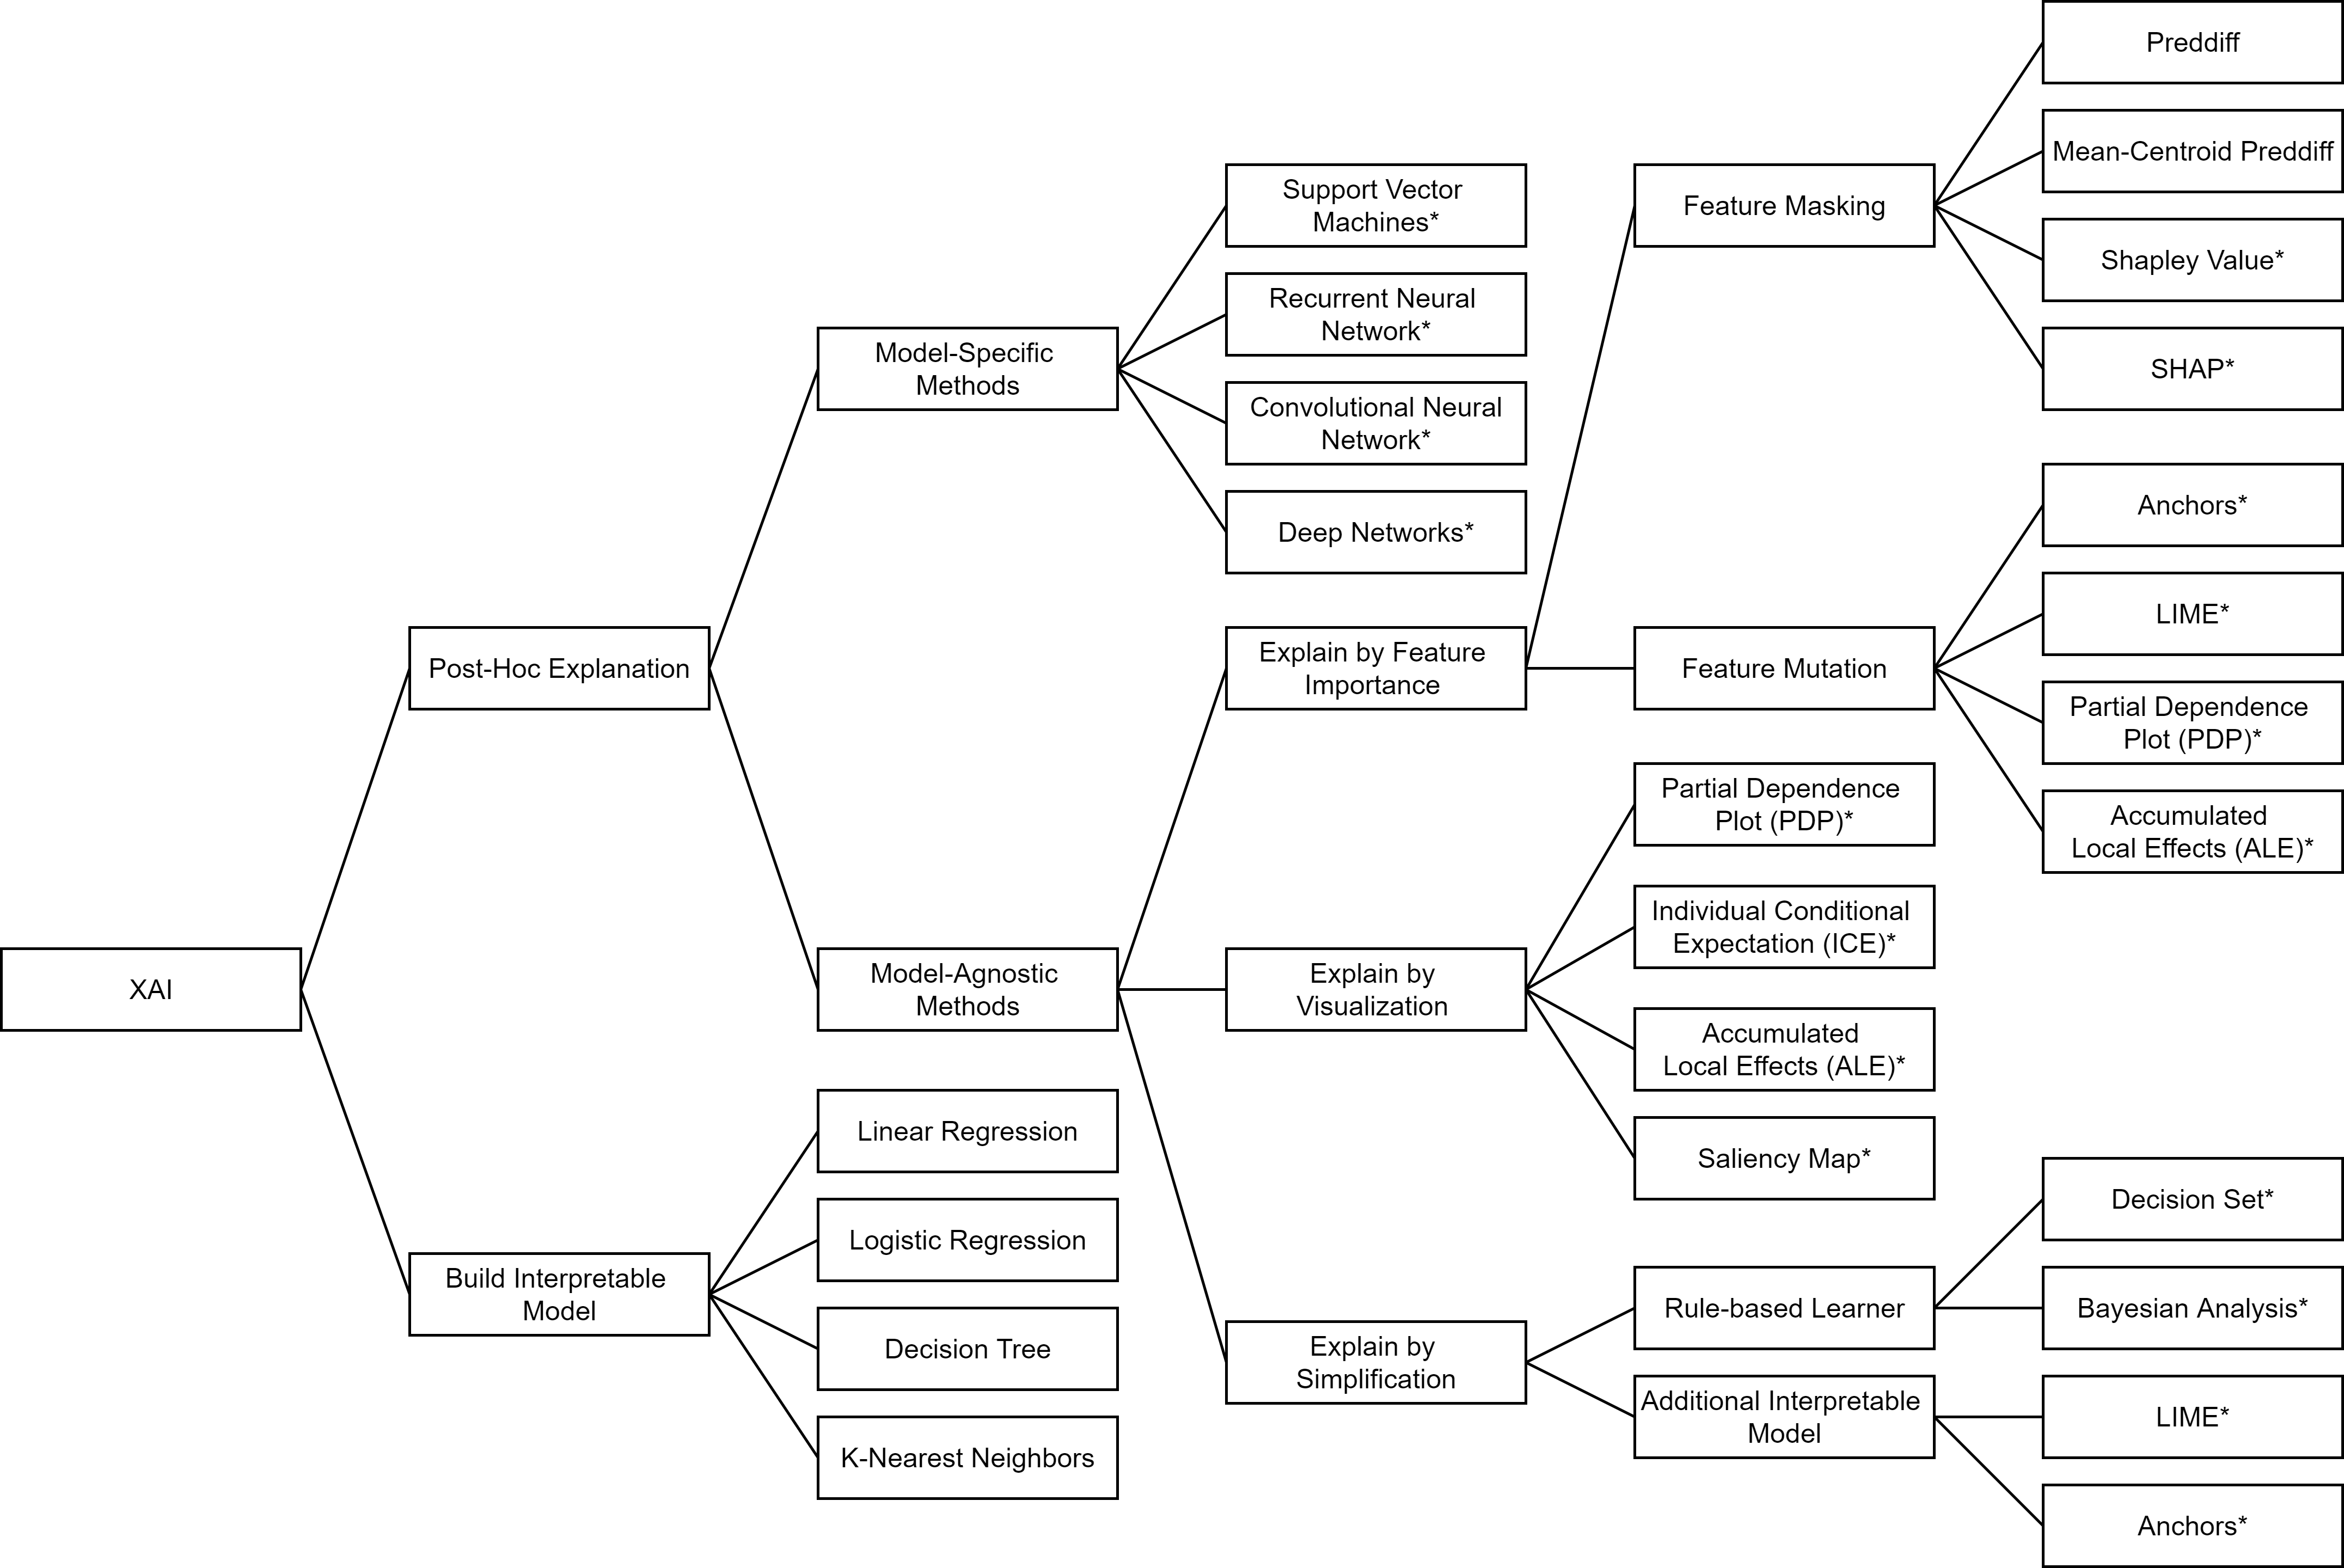 XAI
Post-Hoc Explanation
Build Interpretable
Model
Model-Specific
Methods
Model-Agnostic
Methods
Linear Regression
Logistic Regression
Decision Tree
K-Nearest Neighbors
Support Vector
Machines*
Recurrent Neural
Network*
Convolutional Neural
Network*
Deep Networks*
Explain by Feature
Importance
Explain by
Visualization
Explain by
Simplification
Feature Masking
Feature Mutation
Partial Dependence
Plot (PDP)*
Individual Conditional
Expectation (ICE)*
Accumulated
Local Effects (ALE)*
Saliency Map*
Rule-based Learner
Additional Interpretable
Model
Preddiff
Mean-Centroid Preddiff
Shapley Value*
SHAP*
Anchors*
LIME*
Partial Dependence
Plot (PDP)*
Accumulated
Local Effects (ALE)*
Decision Set*
Bayesian Analysis*
LIME*
Anchors*